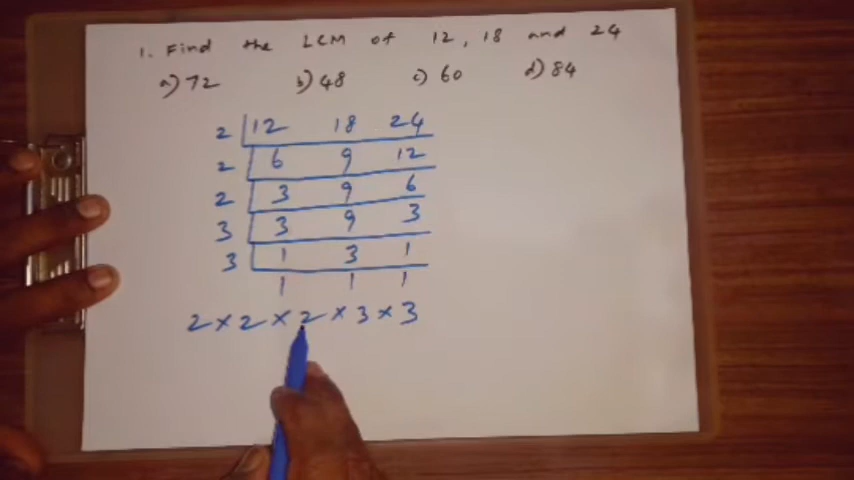 1. Find the LCM of 12, 18 and 24
a) 72 b) 48 c) 60 d) 84
2 12 18 24
2 6 9 12
2 3 9 6
3 3 9 3
3 1 3 1
1 1 1
2 × 2 × 2 × 3 × 3